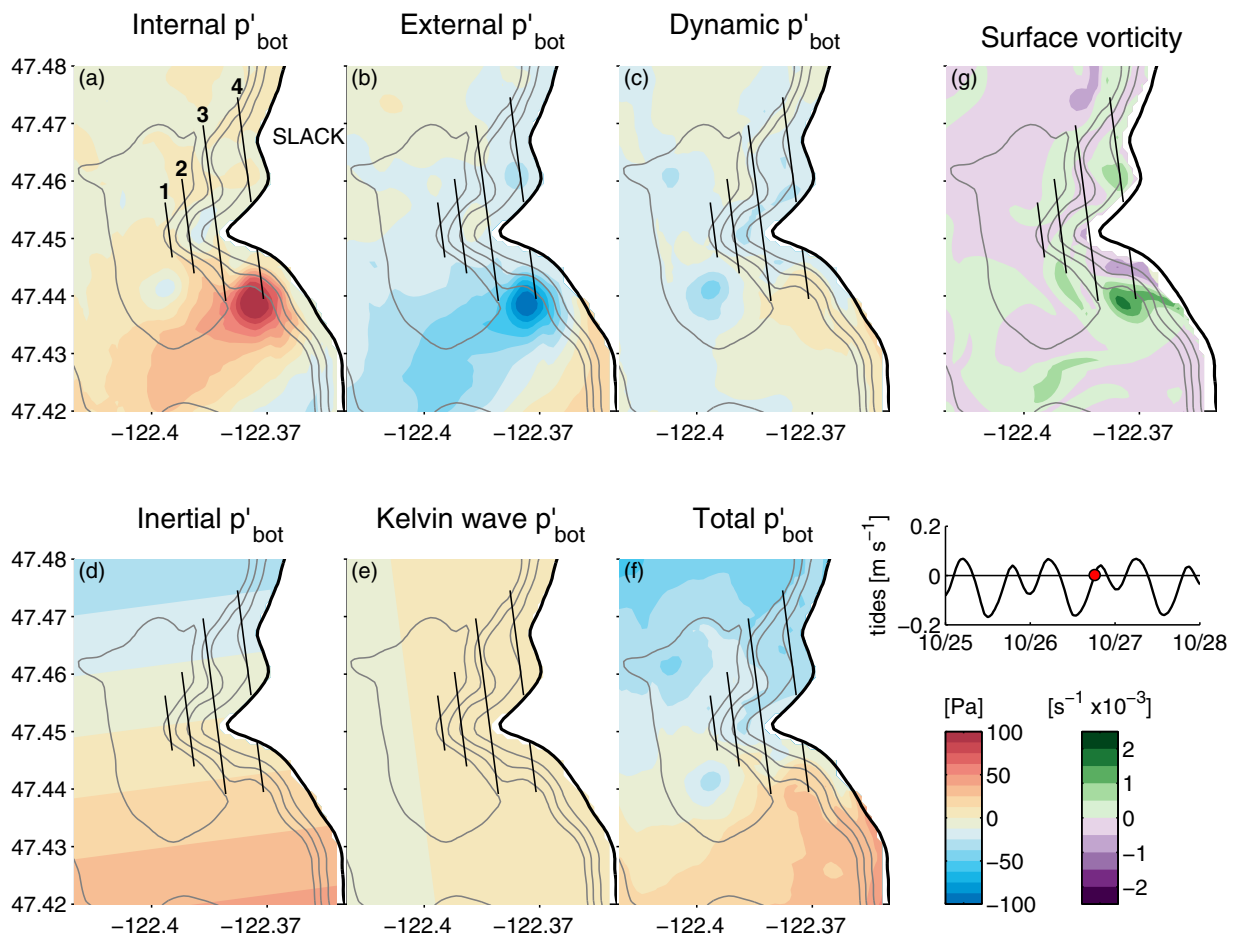 Internal p'bot
External p'bot
Dynamic p'bot
Surface vorticity
(a)
(b)
(c)
(g)
47.48
47.47
47.46
47.45
47.44
47.43
47.42
1
2
3
4
SLACK
−122.4
−122.37
−122.4
−122.37
−122.4
−122.37
−122.4
−122.37
Inertial p'bot
Kelvin wave p'bot
Total p'bot
(d)
(e)
(f)
47.48
47.47
47.46
47.45
47.44
47.43
47.42
−122.4
−122.37
−122.4
−122.37
−122.4
−122.37
tides [m s−1]
0.2
0
−0.2
10/25
10/26
10/27
10/28
[Pa]
100
50
0
−50
−100
[s−1 x10−3]
2
1
0
−1
−2